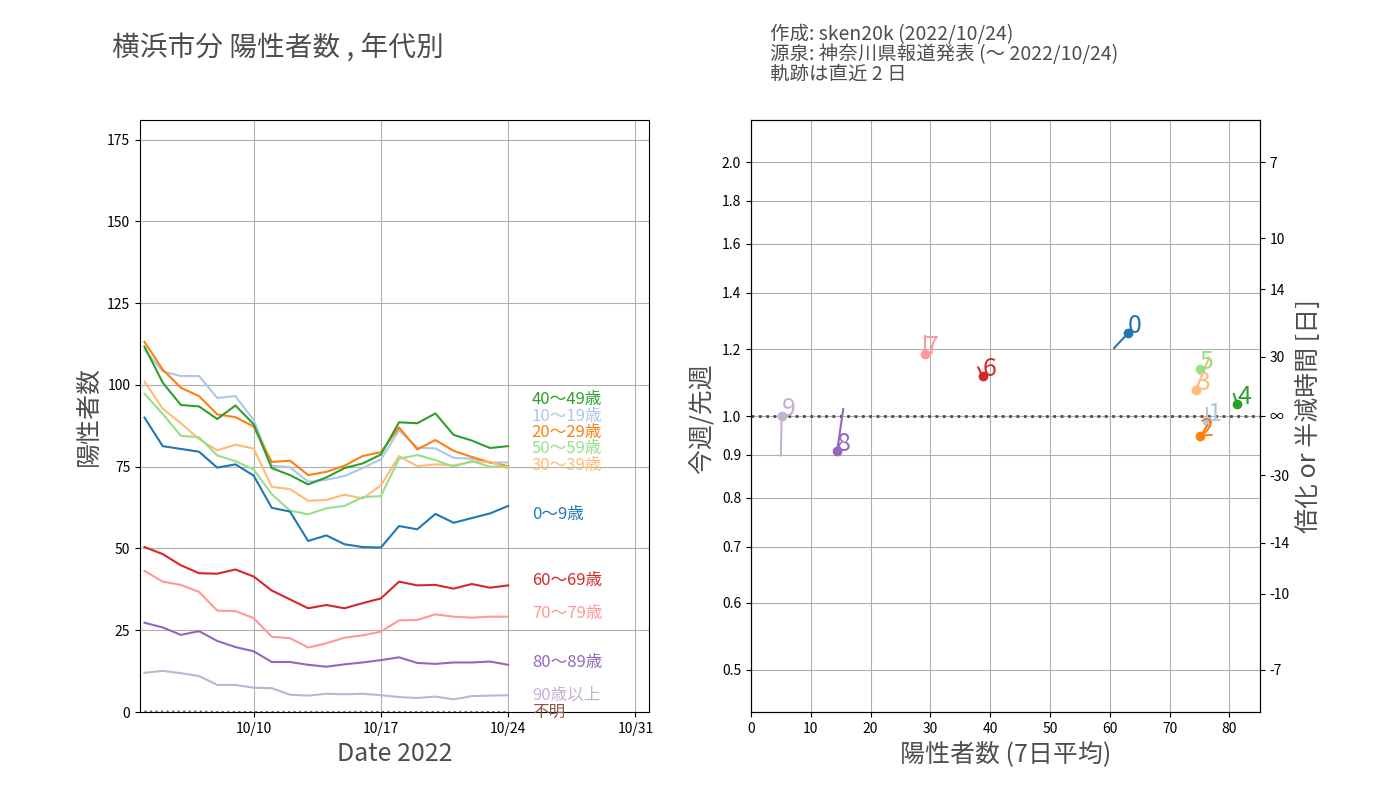 横浜市分 陽性者数 , 年代別
作成: sken20k (2022/10/24)
源泉: 神奈川県報道発表 (～ 2022/10/24)
軌跡は直近 2 日
陽性者数
175
150
125
100
75
50
25
0
10/10
10/17
10/24
10/31
Date 2022
40～49歳
10～19歳
20～29歳
50～59歳
30～39歳
0～9歳
60～69歳
70～79歳
80～89歳
90歳以上
不明
今週/先週
2.0
1.8
1.6
1.4
1.2
1.0
0.9
0.8
0.7
0.6
0.5
0
7
6
5
3
4
9
1
2
8
0
10
20
30
40
50
60
70
80
陽性者数 (7日平均)
7
10
14
30
∞
-30
-14
-10
-7
倍化 or 半減時間 [日]